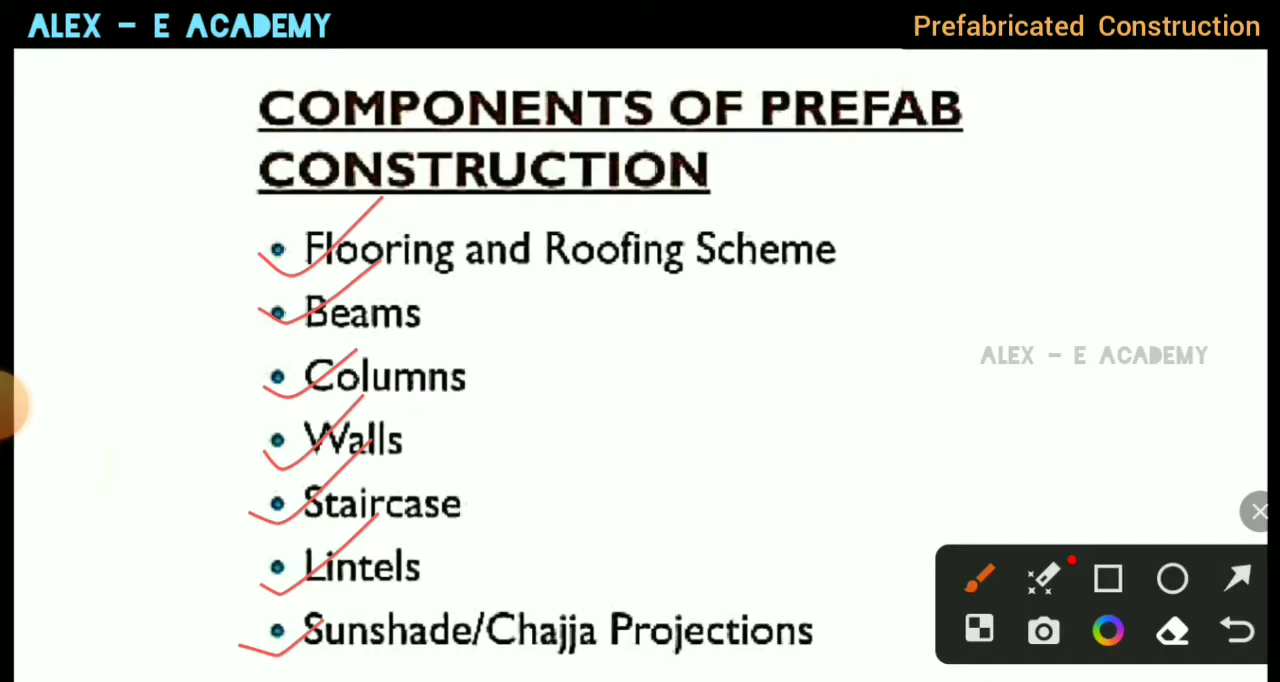 ALEX – E ACADEMY
Prefabricated Construction
COMPONENTS OF PREFAB
CONSTRUCTION
• Flooring and Roofing Scheme
• Beams
• Columns
• Walls
• Staircase
• Lintels
• Sunshade/Chajja Projections
ALEX – E ACADEMY